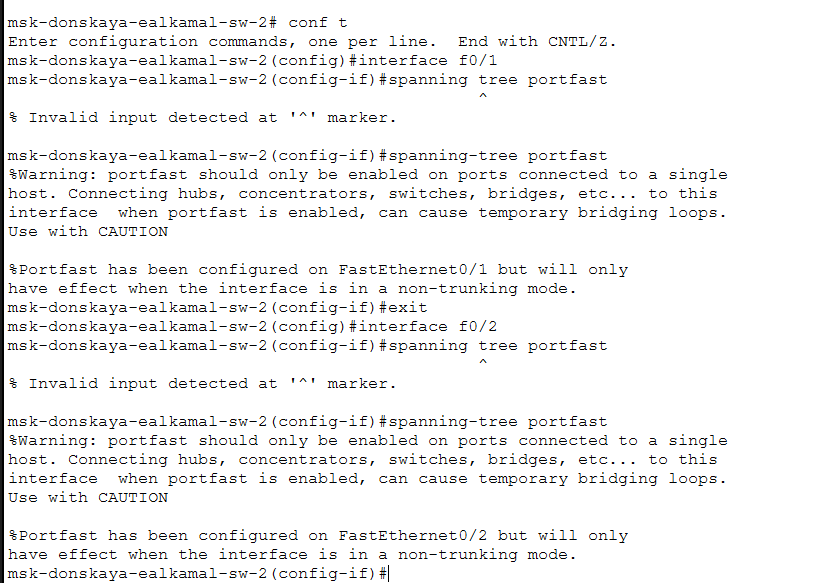 msk-donskaya-ealkamal-sw-2# conf t
Enter configuration commands, one per line.  End with CNTL/Z.
msk-donskaya-ealkamal-sw-2(config)#interface f0/1
msk-donskaya-ealkamal-sw-2(config-if)#spanning tree portfast
^
% Invalid input detected at '^' marker.
msk-donskaya-ealkamal-sw-2(config-if)#spanning-tree portfast
%Warning: portfast should only be enabled on ports connected to a single
host. Connecting hubs, concentrators, switches, bridges, etc... to this
interface  when portfast is enabled, can cause temporary bridging loops.
Use with CAUTION
%Portfast has been configured on FastEthernet0/1 but will only
have effect when the interface is in a non-trunking mode.
msk-donskaya-ealkamal-sw-2(config-if)#exit
msk-donskaya-ealkamal-sw-2(config)#interface f0/2
msk-donskaya-ealkamal-sw-2(config-if)#spanning tree portfast
^
% Invalid input detected at '^' marker.
msk-donskaya-ealkamal-sw-2(config-if)#spanning-tree portfast
%Warning: portfast should only be enabled on ports connected to a single
host. Connecting hubs, concentrators, switches, bridges, etc... to this
interface  when portfast is enabled, can cause temporary bridging loops.
Use with CAUTION
%Portfast has been configured on FastEthernet0/2 but will only
have effect when the interface is in a non-trunking mode.
msk-donskaya-ealkamal-sw-2(config-if)#